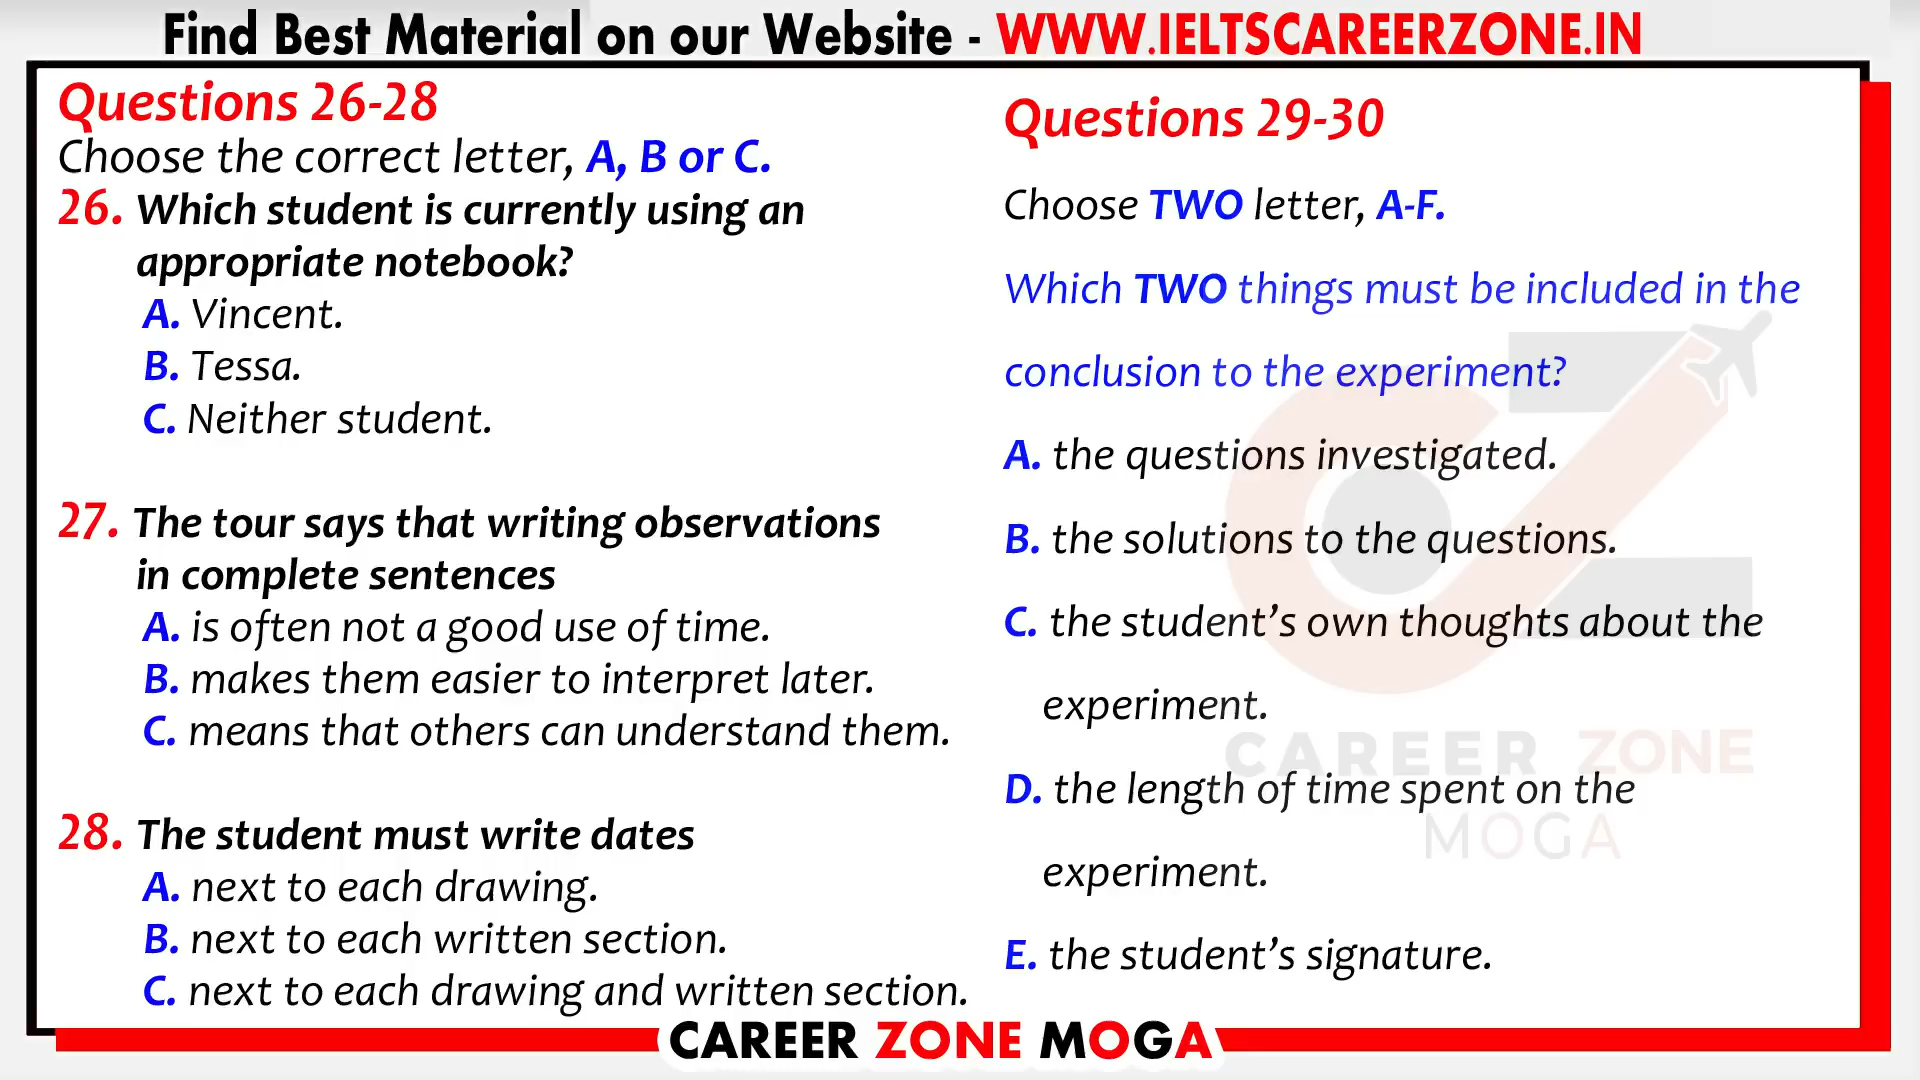 Find Best Material on our Website - WWW.IELTSCAREERZONE.IN
Questions 26-28
Choose the correct letter, A, B or C.
26. Which student is currently using an
appropriate notebook?
A. Vincent.
B. Tessa.
C. Neither student.
27. The tour says that writing observations
in complete sentences
A. is often not a good use of time.
B. makes them easier to interpret later.
C. means that others can understand them.
28. The student must write dates
A. next to each drawing.
B. next to each written section.
C. next to each drawing and written section.
Questions 29-30
Choose TWO letter, A-F.
Which TWO things must be included in the
conclusion to the experiment?
A. the questions investigated.
B. the solutions to the questions.
C. the student's own thoughts about the
experiment.
D. the length of time spent on the
experiment.
E. the student's signature.
CAREER ZONE
MOGA
CAREER ZONE MOGA